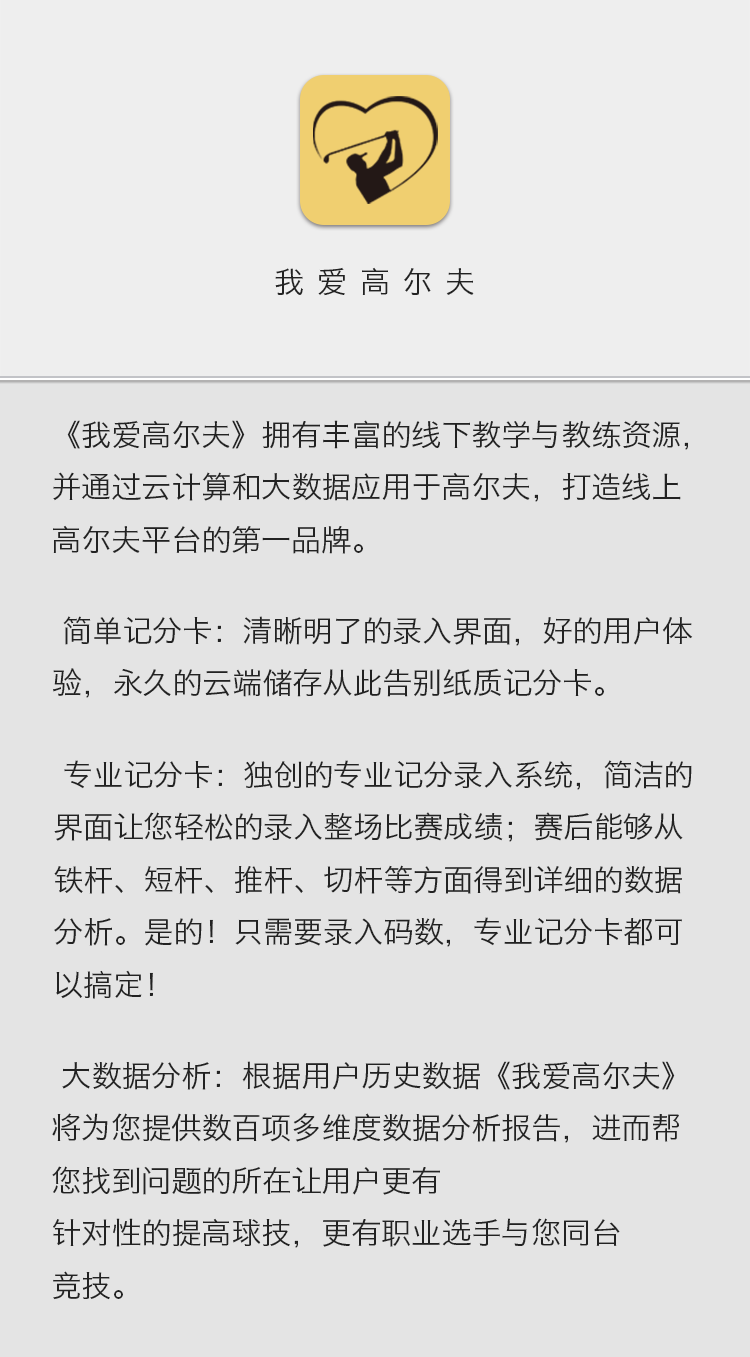 我爱高尔夫
《我爱高尔夫》拥有丰富的线下教学与教练资源，
并通过云计算和大数据应用于高尔夫，打造线上
高尔夫平台的第一品牌。
简单记分卡：清晰明了的录入界面，好的用户体
验，永久的云端储存从此告别纸质记分卡。
专业记分卡：独创的专业记分录入系统，简洁的
界面让您轻松的录入整场比赛成绩；赛后能够从
铁杆、短杆、推杆、切杆等方面得到详细的数据
分析。是的！只需要录入码数，专业记分卡都可
以搞定！
大数据分析：根据用户历史数据《我爱高尔夫》
将为您提供数百项多维度数据分析报告，进而帮
您找到问题的所在让用户更有
针对性的提高球技，更有职业选手与您同台
竞技。